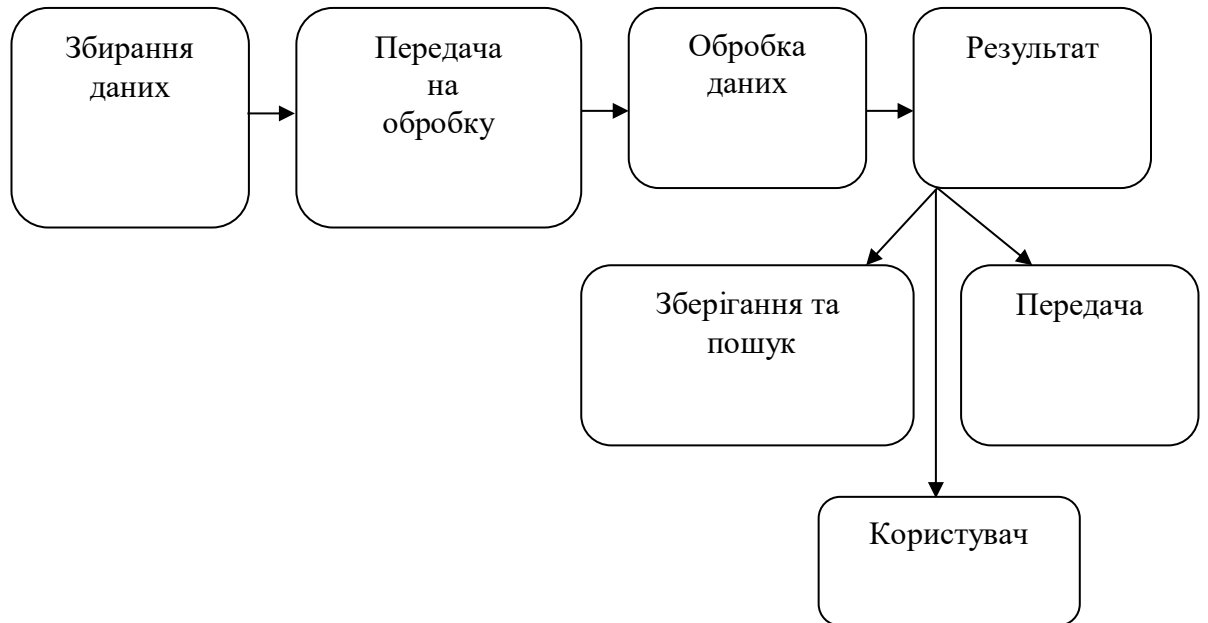 Збирання
даних
Передача
на
обробку
Обробка
даних
Результат
Зберігання та
пошук
Передача
Користувач